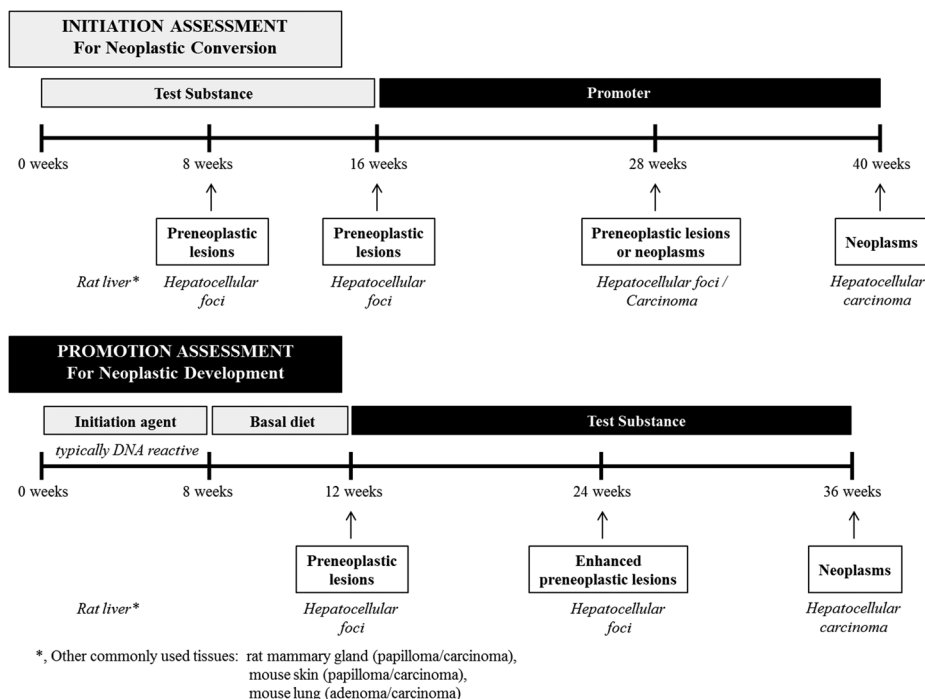 INITIATION ASSESSMENT
For Neoplastic Conversion
Test Substance
Promoter
0 weeks
8 weeks
16 weeks
28 weeks
40 weeks
Preneoplastic
lesions
Preneoplastic
lesions
Preneoplastic lesions
or neoplasms
Neoplasms
Rat liver*
Hepatocellular
foci
Hepatocellular
foci
Hepatocellular foci /
Carcinoma
Hepatocellular
carcinoma
PROMOTION ASSESSMENT
For Neoplastic Development
Initiation agent
Basal diet
Test Substance
typically DNA reactive
0 weeks
8 weeks
12 weeks
24 weeks
36 weeks
Preneoplastic
lesions
Enhanced
preneoplastic lesions
Neoplasms
Rat liver*
Hepatocellular
foci
Hepatocellular
foci
Hepatocellular
carcinoma
*, Other commonly used tissues: rat mammary gland (papilloma/carcinoma),
mouse skin (papilloma/carcinoma),
mouse lung (adenoma/carcinoma)